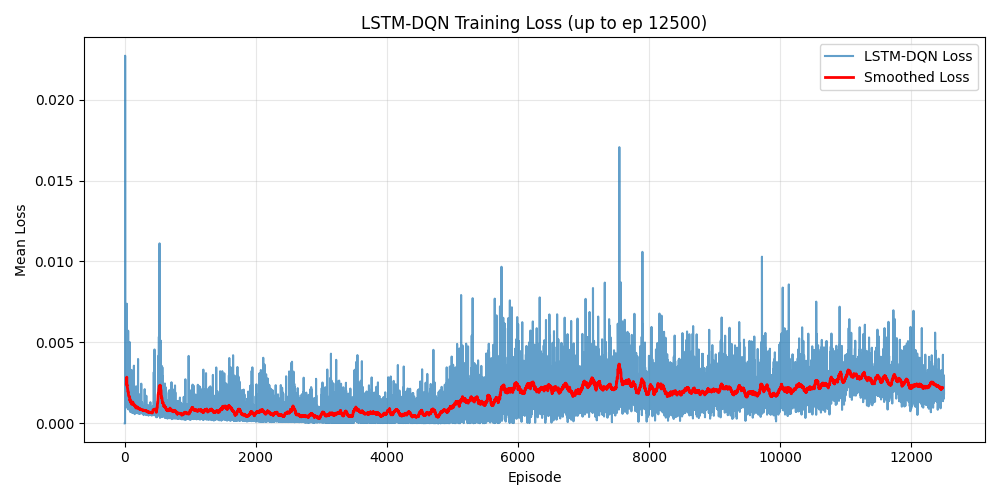 LSTM-DQN Training Loss (up to ep 12500)
LSTM-DQN Loss
Smoothed Loss
Mean Loss
0.020
0.015
0.010
0.005
0.000
0 2000 4000 6000 8000 10000 12000
Episode